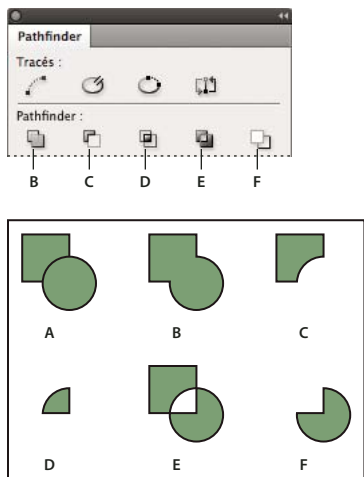 Pathfinder
Tracés :
Pathfinder :
B C D E F
A B C
D E F